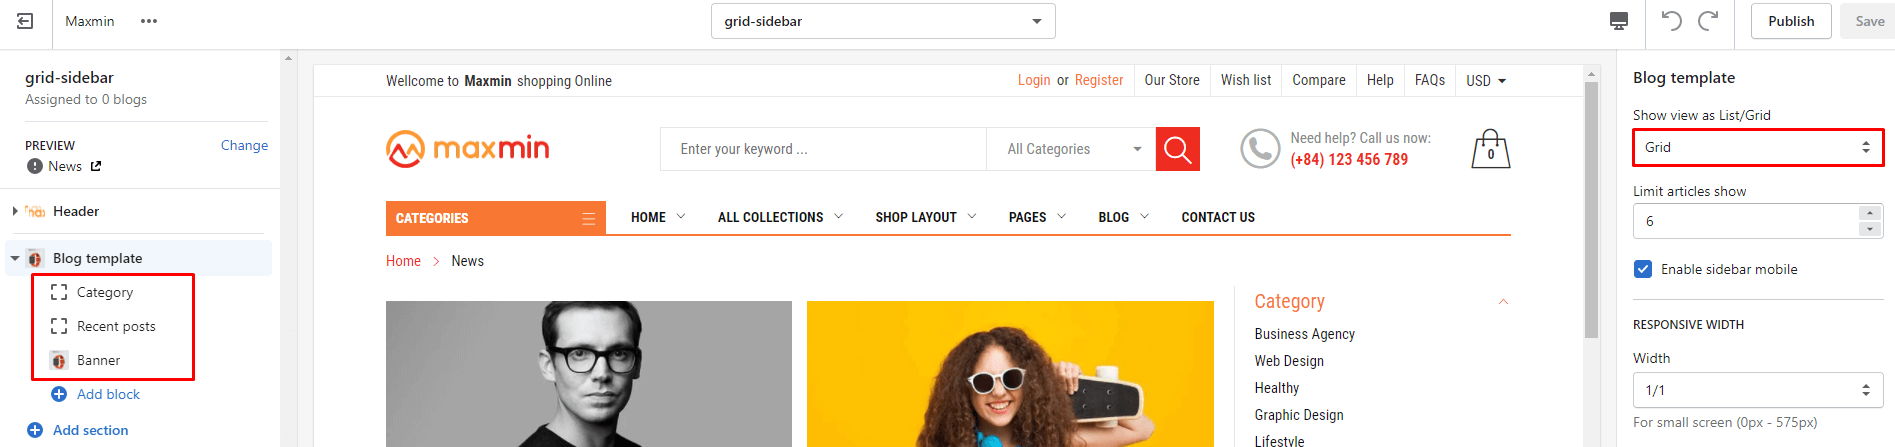 Maxmin
grid-sidebar
Publish
Save
grid-sidebar
Assigned to 0 blogs
PREVIEW
Change
News
Header
Blog template
Category
Recent posts
Banner
Add block
Add section
Wellcome to Maxmin shopping Online
Login or Register
Our Store
Wish list
Compare
Help
FAQs
USD
maxmin
Enter your keyword ...
All Categories
Need help? Call us now:
(+84) 123 456 789
0
CATEGORIES
HOME
ALL COLLECTIONS
SHOP LAYOUT
PAGES
BLOG
CONTACT US
Home > News
Category
Business Agency
Web Design
Healthy
Graphic Design
Lifestyle
Blog template
Show view as List/Grid
Grid
Limit articles show
6
Enable sidebar mobile
RESPONSIVE WIDTH
Width
1/1
For small screen (0px - 575px)